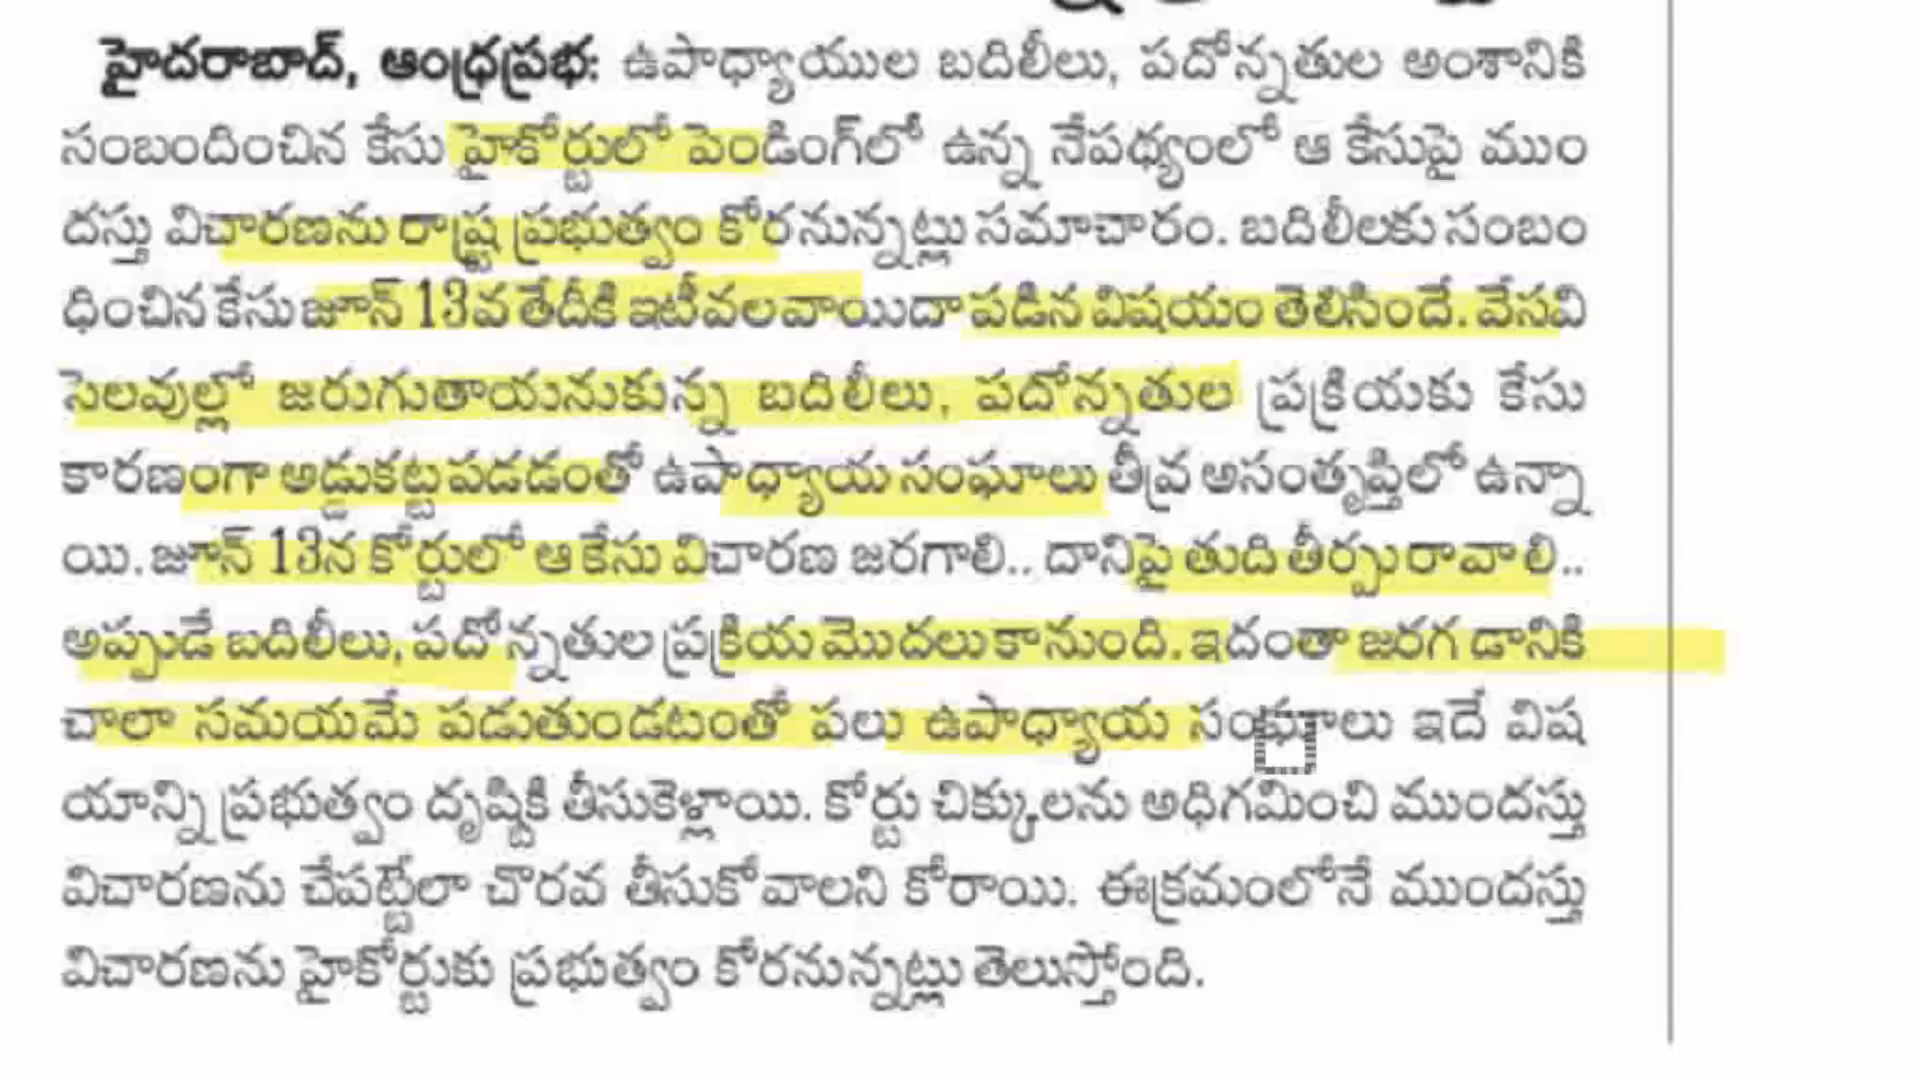 హైదరాబాద్, ఆంధ్రప్రభ: ఉపాధ్యాయుల బదిలీలు, పదోన్నతుల అంశానికి
సంబందించిన కేసు హైకోర్టులో పెండింగ్‌లో ఉన్న నేపథ్యంలో ఆ కేసుపై ముం
దస్తు విచారణను రాష్ట్ర ప్రభుత్వం కోరనున్నట్లు సమాచారం. బదిలీలకు సంబం
ధించిన కేసు జూన్ 13వ తేదీకి ఇటీవల వాయిదా పడిన విషయం తెలిసిందే. వేసవి
సెలవుల్లో జరుగుతాయనుకున్న బదిలీలు, పదోన్నతుల ప్రక్రియకు కేసు
కారణంగా అడ్డుకట్ట పడడంతో ఉపాధ్యాయ సంఘాలు తీవ్ర అసంతృప్తిలో ఉన్నా
యి. జూన్ 13న కోర్టులో ఆ కేసు విచారణ జరగాలి.. దానిపై తుది తీర్పు రావాలి..
అప్పుడే బదిలీలు, పదోన్నతుల ప్రక్రియ మొదలు కానుంది. ఇదంతా జరగ డానికి
చాలా సమయమే పడుతుండటంతో పలు ఉపాధ్యాయ సంఘాలు ఇదే విష
యాన్ని ప్రభుత్వం దృష్టికి తీసుకెళ్లాయి. కోర్టు చిక్కులను అధిగమించి ముందస్తు
విచారణను చేపట్టేలా చొరవ తీసుకోవాలని కోరాయి. ఈక్రమంలోనే ముందస్తు
విచారణను హైకోర్టుకు ప్రభుత్వం కోరనున్నట్లు తెలుస్తోంది.